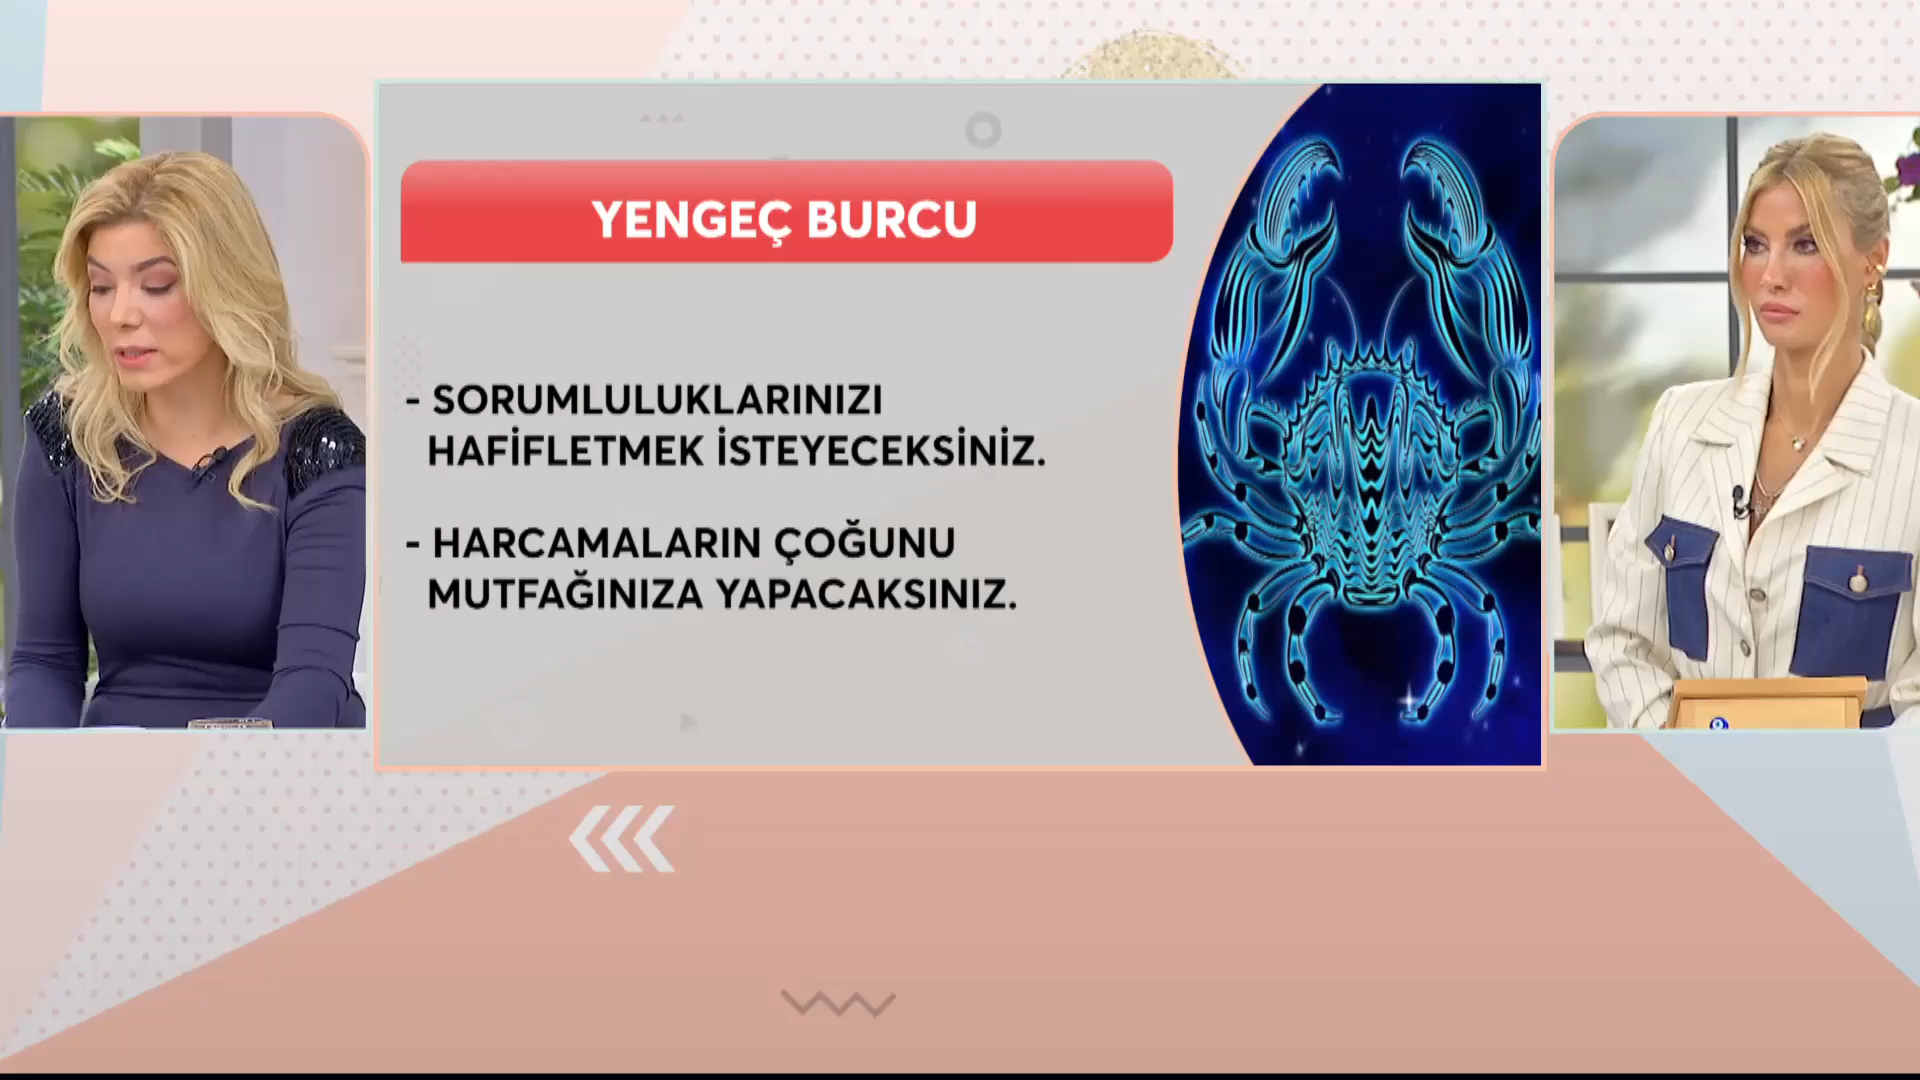 YENGEÇ BURCU
- SORUMLULUKLARINIZI
HAFİFLETMEK İSTEYECEKSİNİZ.
- HARCAMALARIN ÇOĞUNU
MUTFAĞINIZA YAPACAKSINIZ.